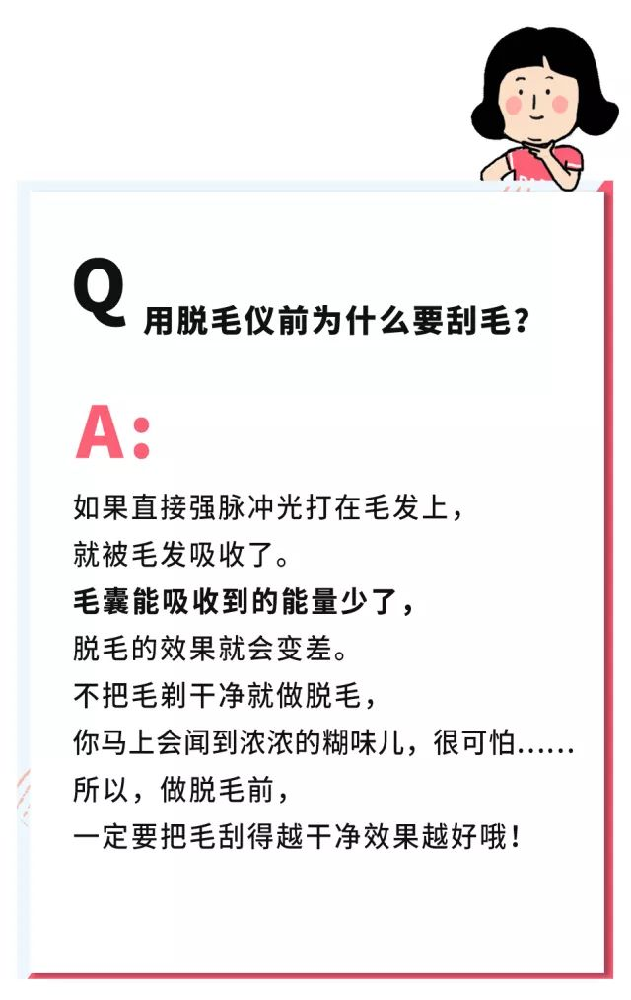 Q 用脱毛仪前为什么要刮毛？
A:
如果直接强脉冲光打在毛发上，
就被毛发吸收了。
毛囊能吸收到的能量少了，
脱毛的效果就会变差。
不把毛剃干净就做脱毛，
你马上会闻到浓浓的糊味儿，很可怕……
所以，做脱毛前，
一定要把毛刮得越干净效果越好哦！